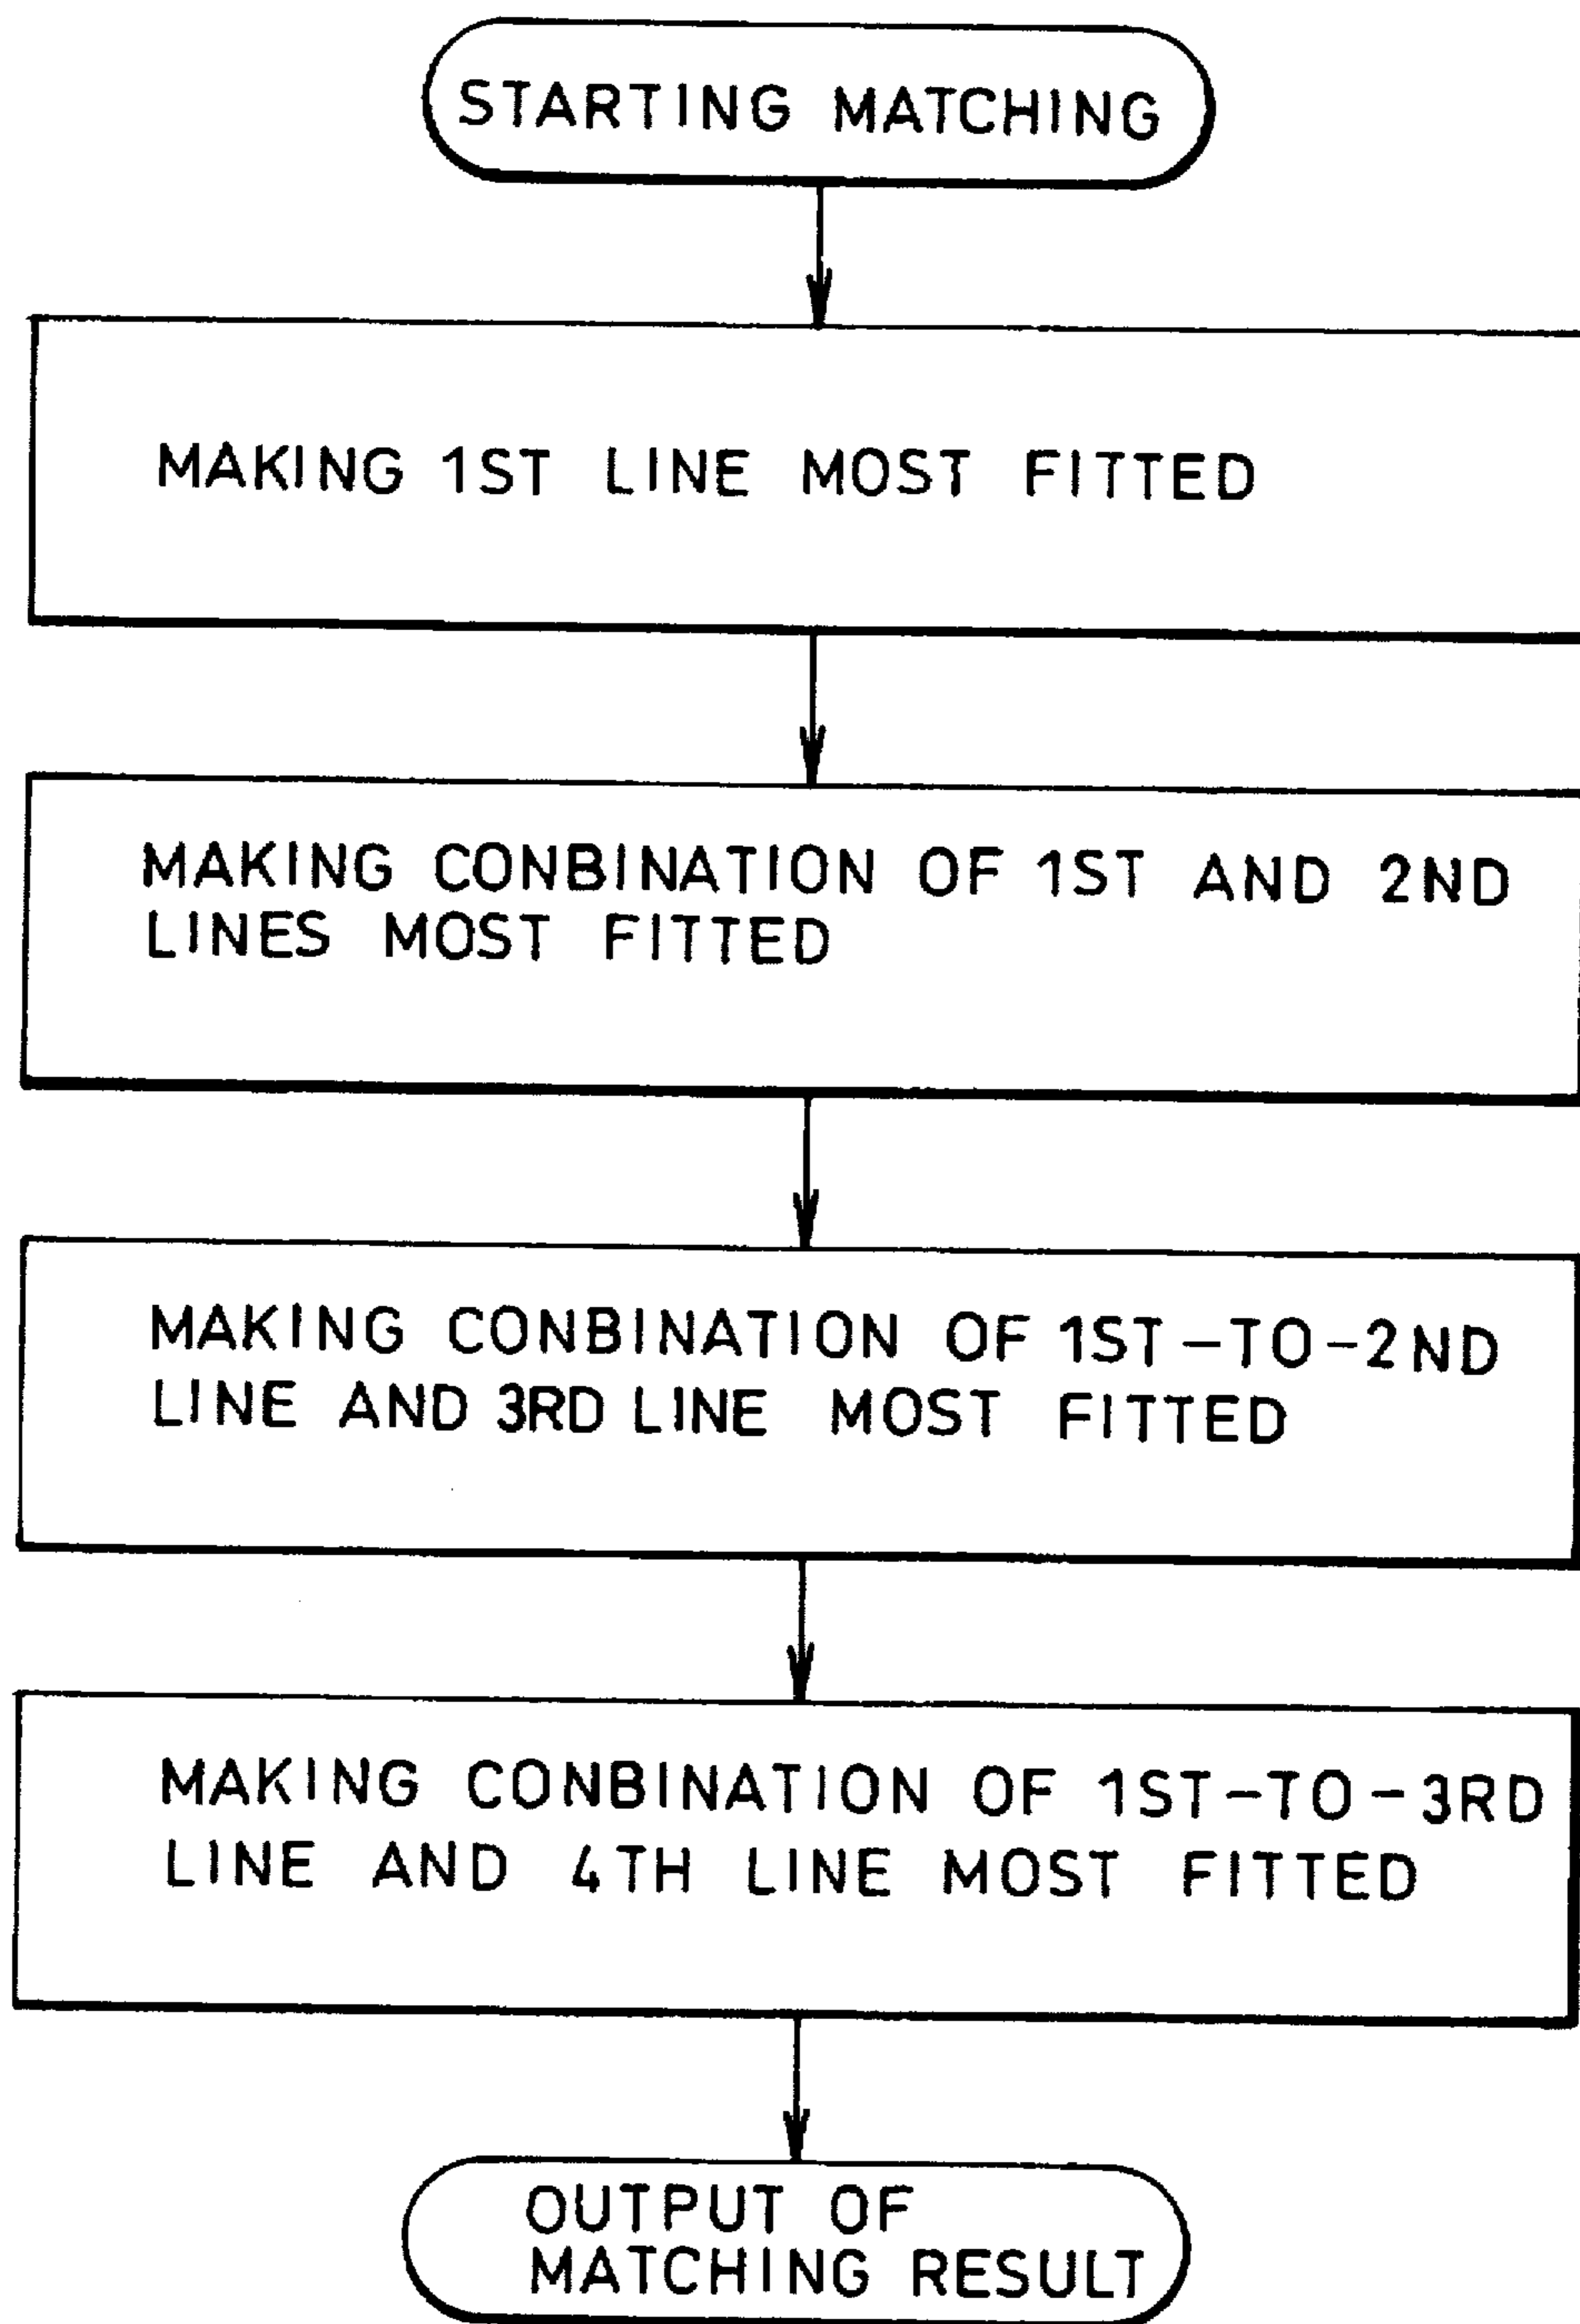 STARTING MATCHING
MAKING 1ST LINE MOST FITTED
MAKING CONBINATION OF 1ST AND 2ND
LINES MOST FITTED
MAKING CONBINATION OF 1ST-TO-2ND
LINE AND 3RD LINE MOST FITTED
MAKING CONBINATION OF 1ST-TO-3RD
LINE AND 4TH LINE MOST FITTED
OUTPUT OF
MATCHING RESULT